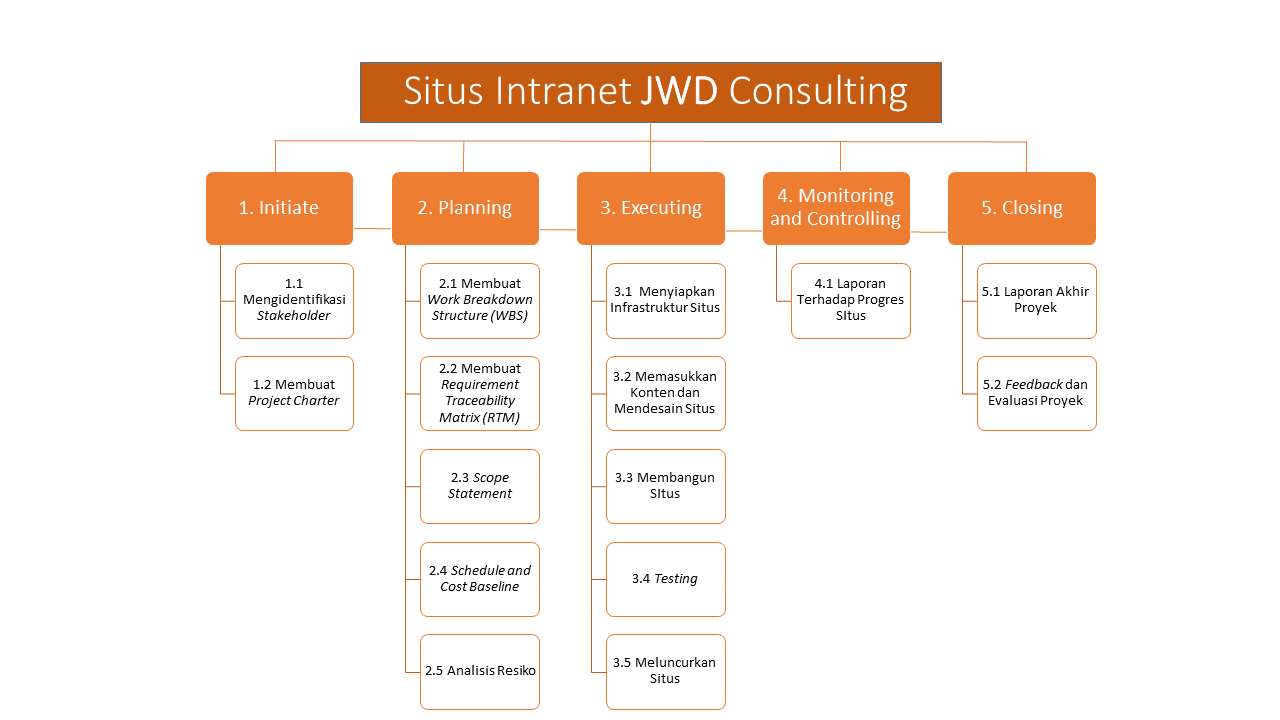 Situs Intranet JWD Consulting
1. Initiate
2. Planning
3. Executing
4. Monitoring
and Controlling
5. Closing
1.1
Mengidentifikasi
Stakeholder
1.2 Membuat
Project Charter
2.1 Membuat
Work Breakdown
Structure (WBS)
2.2 Membuat
Requirement
Traceability
Matrix (RTM)
2.3 Scope
Statement
2.4 Schedule and
Cost Baseline
2.5 Analisis Resiko
3.1 Menyiapkan
Infrastruktur Situs
3.2 Memasukkan
Konten dan
Mendesain Situs
3.3 Membangun
SItus
3.4 Testing
3.5 Meluncurkan
Situs
4.1 Laporan
Terhadap Progres
SItus
5.1 Laporan Akhir
Proyek
5.2 Feedback dan
Evaluasi Proyek